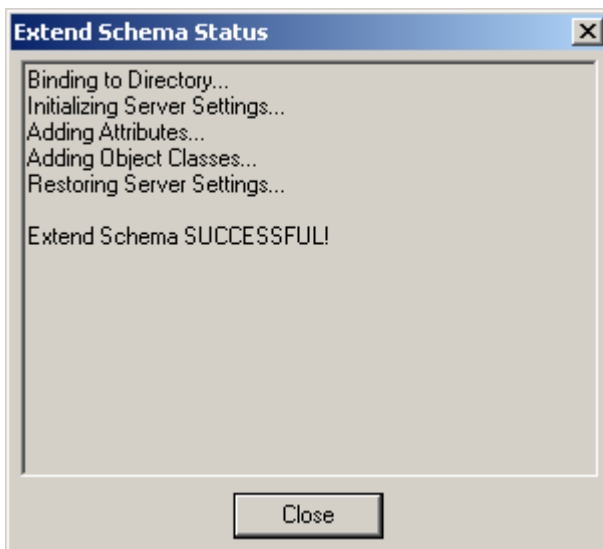 Extend Schema Status
Binding to Directory...
Initializing Server Settings...
Adding Attributes...
Adding Object Classes...
Restoring Server Settings...
Extend Schema SUCCESSFUL!
Close